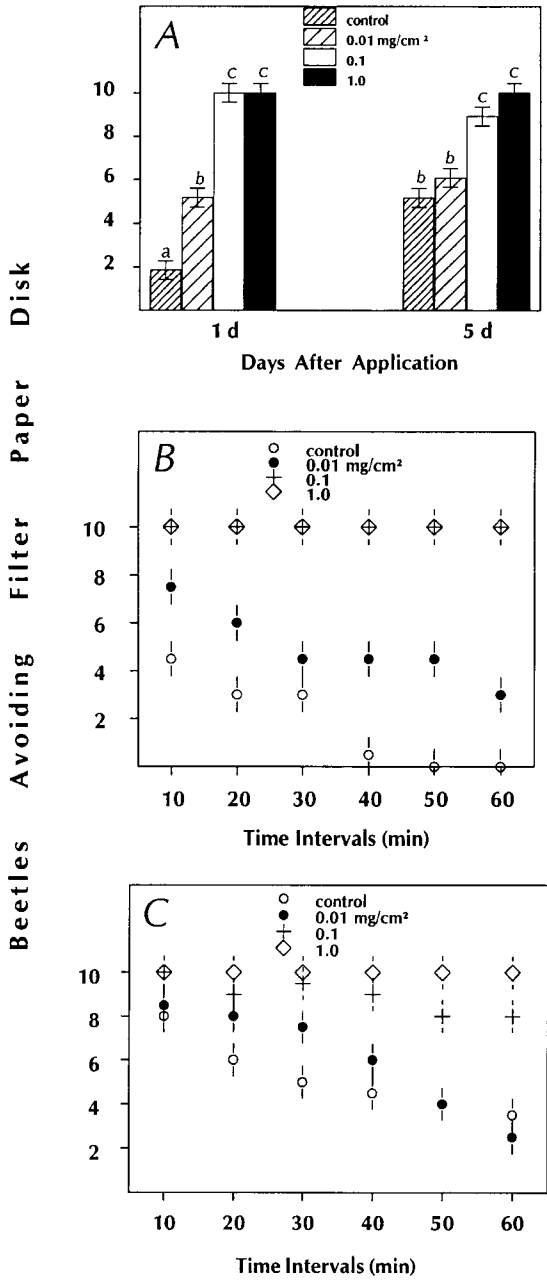 A
control
0.01 mg/cm²
0.1
1.0
10
8
6
4
2
a
b
c
c
b
b
c
c
1 d
5 d
Days After Application
Beetles Avoiding Filter Paper Disk
B
control
0.01 mg/cm²
0.1
1.0
10
8
6
4
2
10 20 30 40 50 60
Time Intervals (min)
C
control
0.01 mg/cm²
0.1
1.0
10
8
6
4
2
10 20 30 40 50 60
Time Intervals (min)